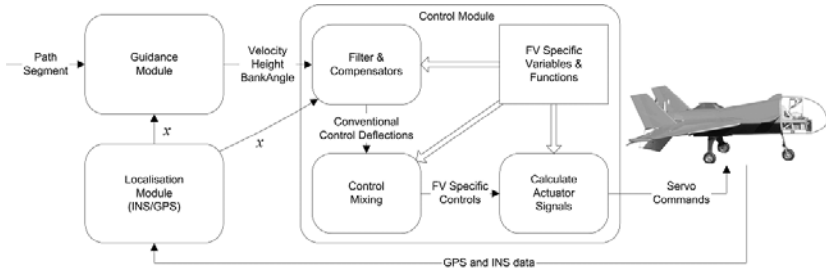 Control Module
Path
Segment
Guidance
Module
Velocity
Height
BankAngle
Filter &
Compensators
FV Specific
Variables &
Functions
x
x
Conventional
Control Deflections
Localisation
Module
(INS/GPS)
Control
Mixing
FV Specific
Controls
Calculate
Actuator
Signals
Servo
Commands
GPS and INS data